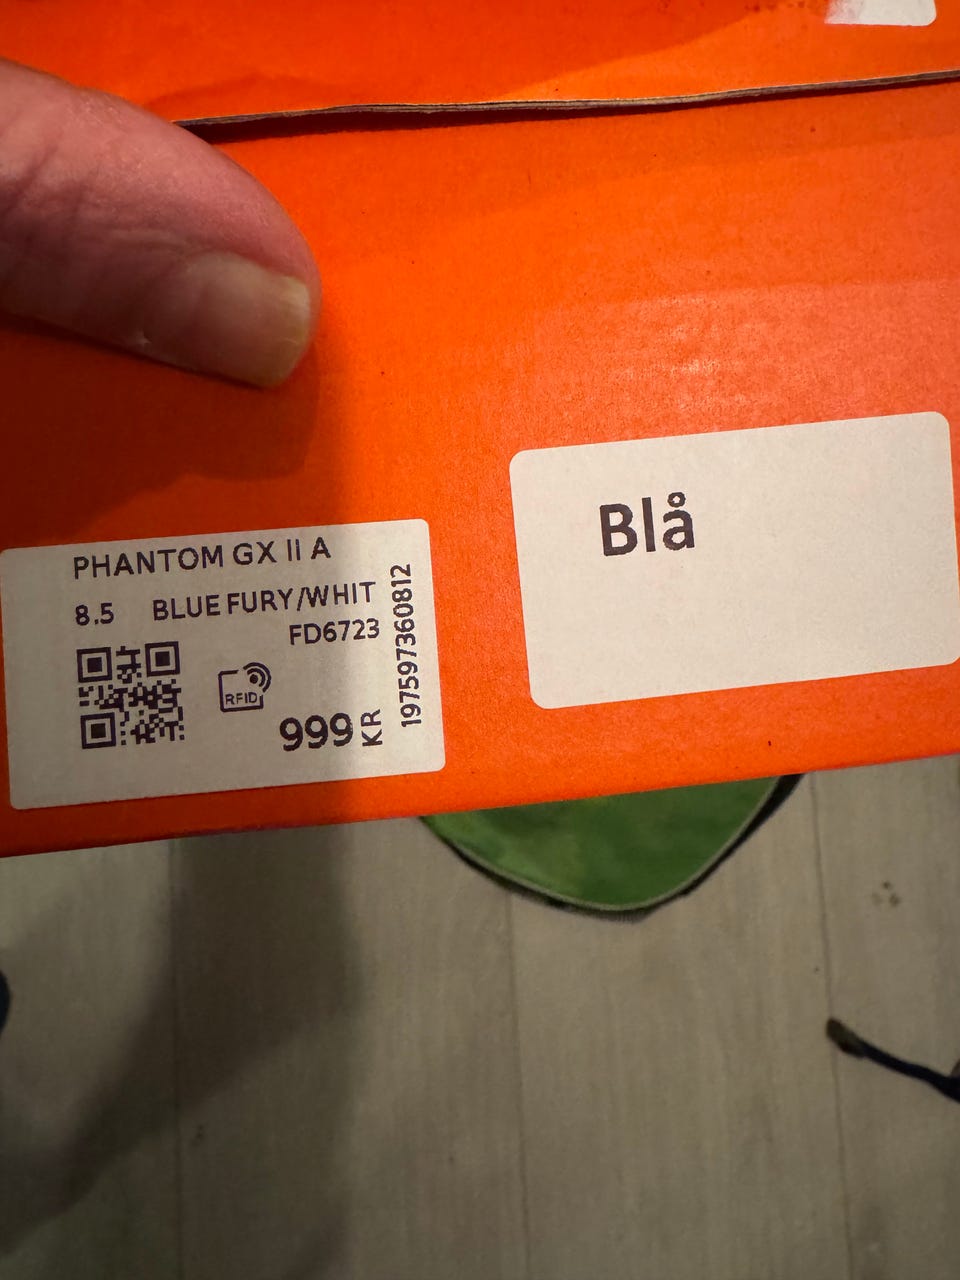 PHANTOM GX II A
8.5 BLUE FURY/WHIT
FD6723
RFID
999 KR
197597360812
Blå